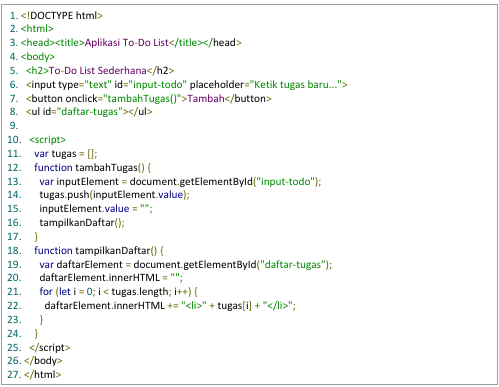 1. <!DOCTYPE html>
2. <html>
3. <head><title>Aplikasi To-Do List</title></head>
4. <body>
5. <h2>To-Do List Sederhana</h2>
6. <input type="text" id="input-todo" placeholder="Ketik tugas baru...">
7. <button onclick="tambahTugas()">Tambah</button>
8. <ul id="daftar-tugas"></ul>
9.
10. <script>
11. var tugas = [];
12. function tambahTugas() {
13. var inputElement = document.getElementById("input-todo");
14. tugas.push(inputElement.value);
15. inputElement.value = "";
16. tampilkanDaftar();
17. }
18. function tampilkanDaftar() {
19. var daftarElement = document.getElementById("daftar-tugas");
20. daftarElement.innerHTML = "";
21. for (let i = 0; i < tugas.length; i++) {
22. daftarElement.innerHTML += "<li>" + tugas[i] + "</li>";
23. }
24. }
25. </script>
26. </body>
27. </html>